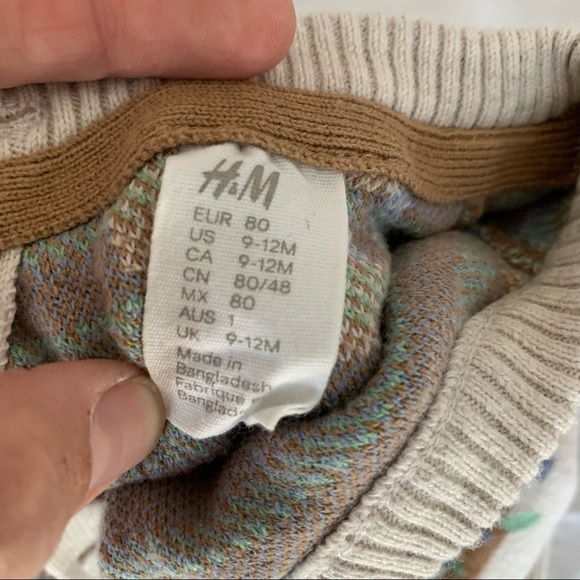 H&M
EUR 80
US 9-12M
CA 9-12M
CN 80/48
MX 80
AUS 1
UK 9-12M
Made in
Bangladesh
Fabrique